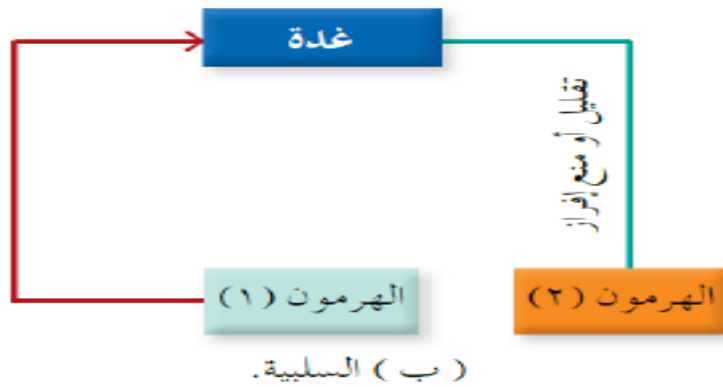 غدة
تقليل أو منع إفراز
الهرمون (٢)
الهرمون (١)
(ب) السلبية.